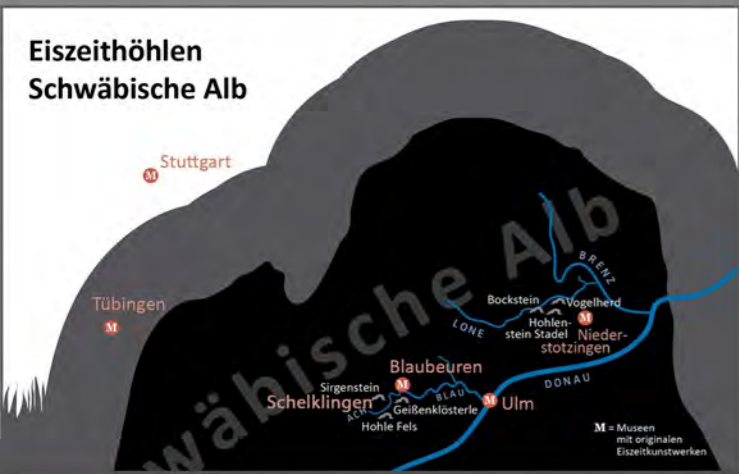 Eiszeithöhlen
Schwäbische Alb
Stuttgart
M
Tübingen
M
wäbische Alb
BRENZ
Bockstein
Vogelherd
LONE
Hohlen-
stein Stadel
M
Nieder-
stotzingen
DONAU
Blaubeuren
M
Sirgenstein
Schelklingen
ACH
BLAU
Geißenklösterle
Hohle Fels
M
Ulm
M = Museen
mit originalen
Eiszeitkunstwerken